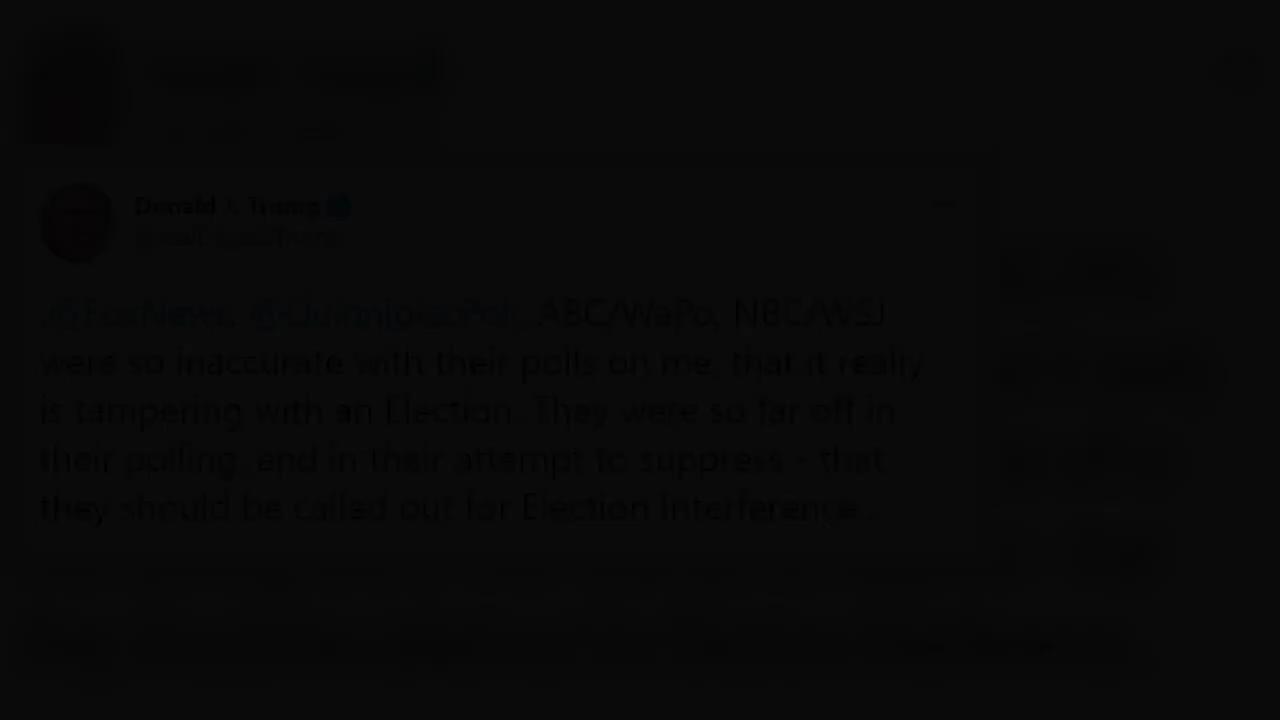 Donald J. Trump
@realDonaldTrump
.@FoxNews, @QuinnipiacPoll, ABC/WaPo, NBC/WSJ
were so inaccurate with their polls on me, that it really
is tampering with an Election. They were so far off in
their polling, and in their attempt to suppress - that
they should be called out for Election Interference...